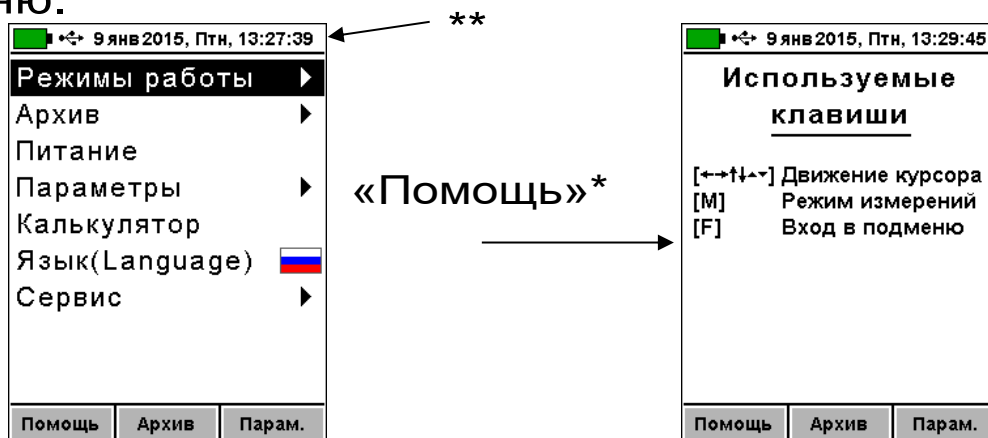 ню.
**
9 янв 2015, Птн, 13:27:39
Режимы работы
Архив
Питание
Параметры
Калькулятор
Язык(Language)
Сервис
Помощь Архив Парам.
«Помощь»*
9 янв 2015, Птн, 13:29:45
Используемые
клавиши
[←→↑↓▴▾] Движение курсора
[M] Режим измерений
[F] Вход в подменю
Помощь Архив Парам.